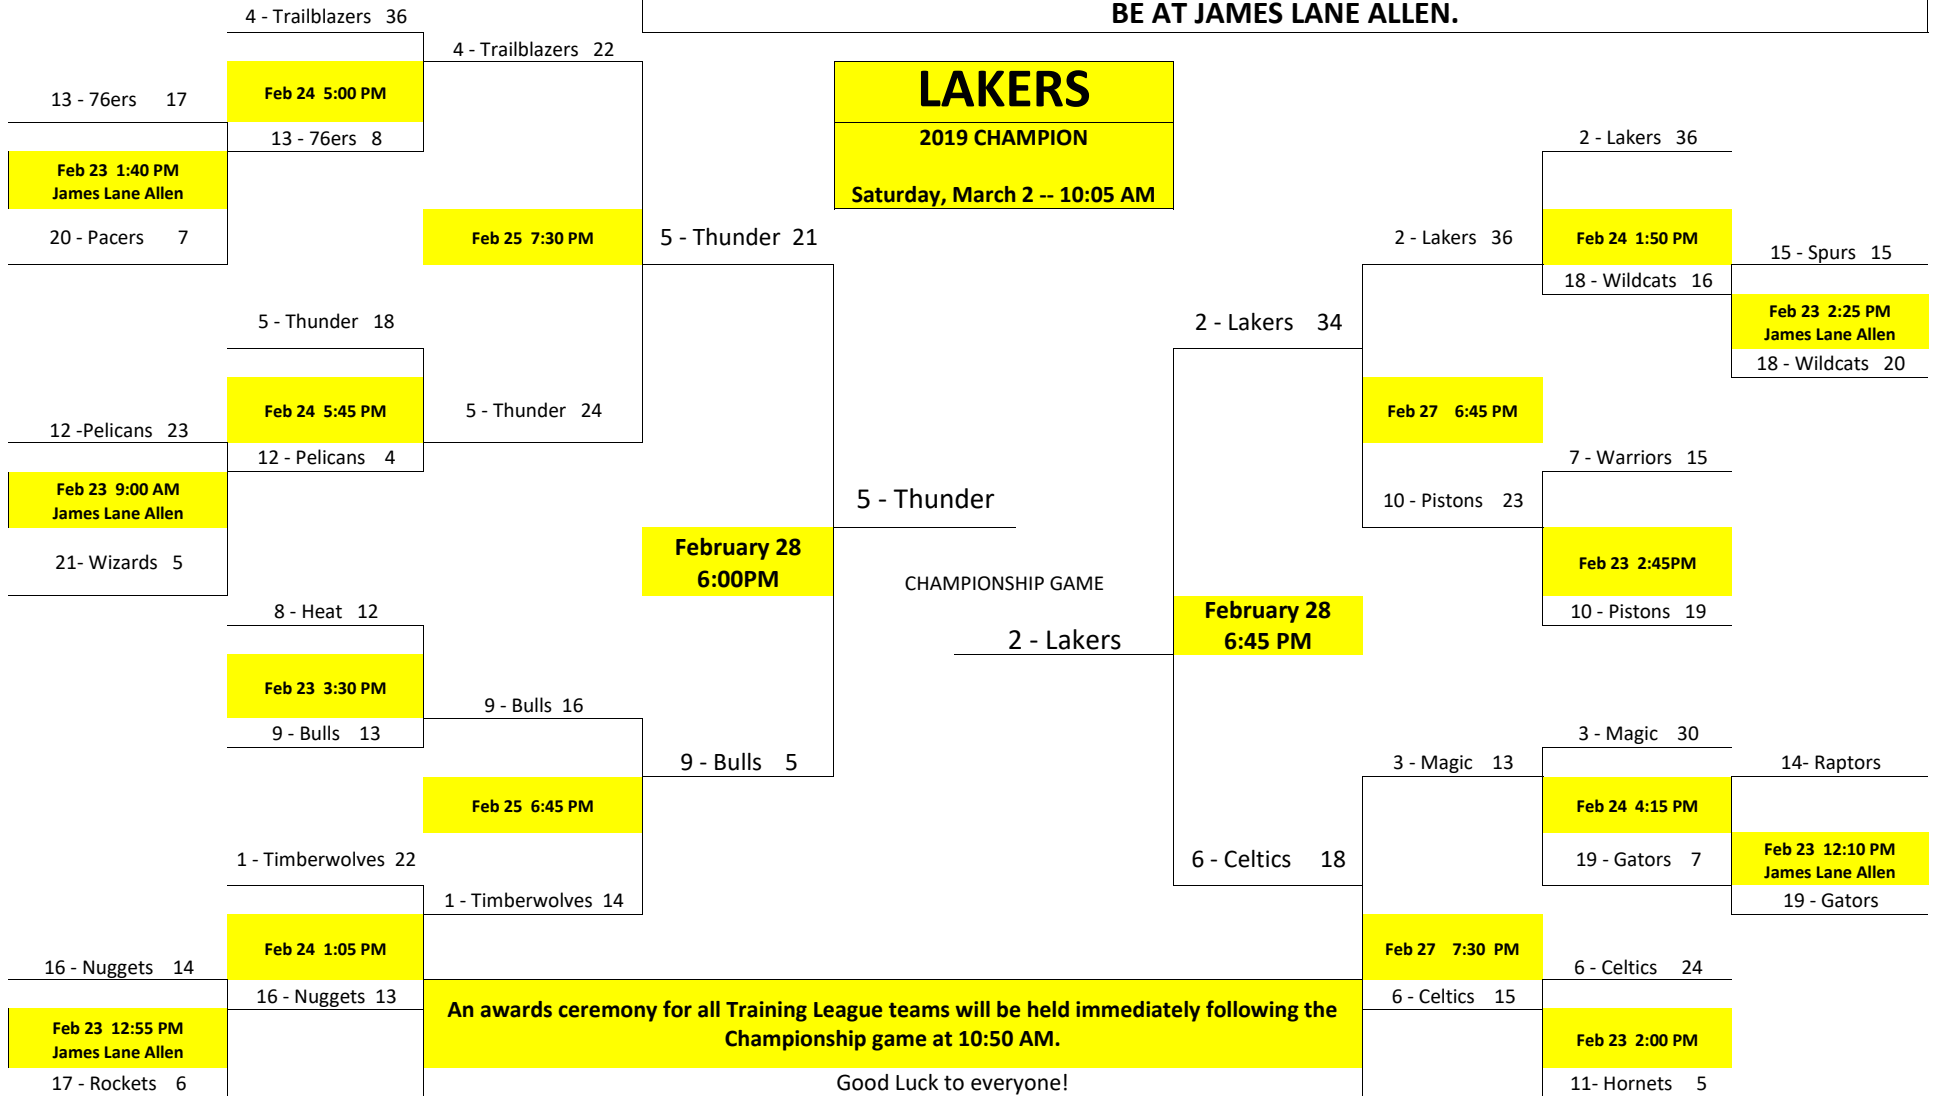 BE AT JAMES LANE ALLEN.
4 - Trailblazers 36
4 - Trailblazers 22
13 - 76ers 17
Feb 24 5:00 PM
13 - 76ers 8
Feb 23 1:40 PM
James Lane Allen
20 - Pacers 7
Feb 25 7:30 PM
5 - Thunder 21
5 - Thunder 18
Feb 24 5:45 PM
5 - Thunder 24
12 -Pelicans 23
12 - Pelicans 4
Feb 23 9:00 AM
James Lane Allen
21- Wizards 5
8 - Heat 12
Feb 23 3:30 PM
9 - Bulls 16
9 - Bulls 13
9 - Bulls 5
Feb 25 6:45 PM
1 - Timberwolves 22
1 - Timberwolves 14
Feb 24 1:05 PM
16 - Nuggets 14
16 - Nuggets 13
Feb 23 12:55 PM
James Lane Allen
17 - Rockets 6
February 28
6:00PM
LAKERS
2019 CHAMPION
Saturday, March 2 -- 10:05 AM
5 - Thunder
CHAMPIONSHIP GAME
2 - Lakers
February 28
6:45 PM
2 - Lakers 36
2 - Lakers 36
Feb 24 1:50 PM
15 - Spurs 15
18 - Wildcats 16
Feb 23 2:25 PM
James Lane Allen
18 - Wildcats 20
2 - Lakers 34
Feb 27 6:45 PM
7 - Warriors 15
10 - Pistons 23
Feb 23 2:45PM
10 - Pistons 19
3 - Magic 30
3 - Magic 13
14- Raptors
Feb 24 4:15 PM
19 - Gators 7
Feb 23 12:10 PM
James Lane Allen
19 - Gators
6 - Celtics 18
Feb 27 7:30 PM
6 - Celtics 24
6 - Celtics 15
Feb 23 2:00 PM
11- Hornets 5
An awards ceremony for all Training League teams will be held immediately following the
Championship game at 10:50 AM.
Good Luck to everyone!